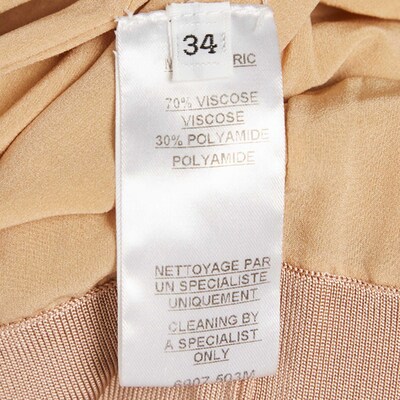 34
70% VISCOSE
VISCOSE
30% POLYAMIDE
POLYAMIDE
NETTOYAGE PAR
UN SPECIALISTE
UNIQUEMENT
CLEANING BY
A SPECIALIST
ONLY